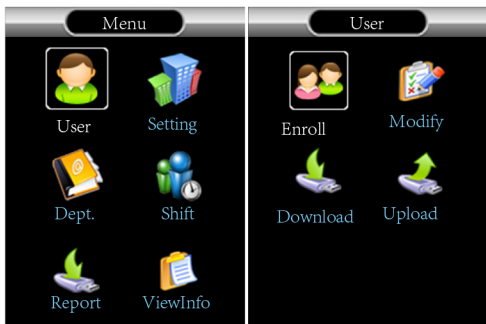 Menu
User
Setting
Dept.
Shift
Report
ViewInfo
User
Enroll
Modify
Download
Upload